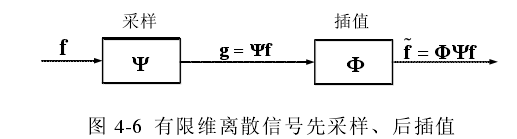 采样 插值
f Ψ g = Ψf Φ f̃ = ΦΨf
图 4-6 有限维离散信号先采样、后插值